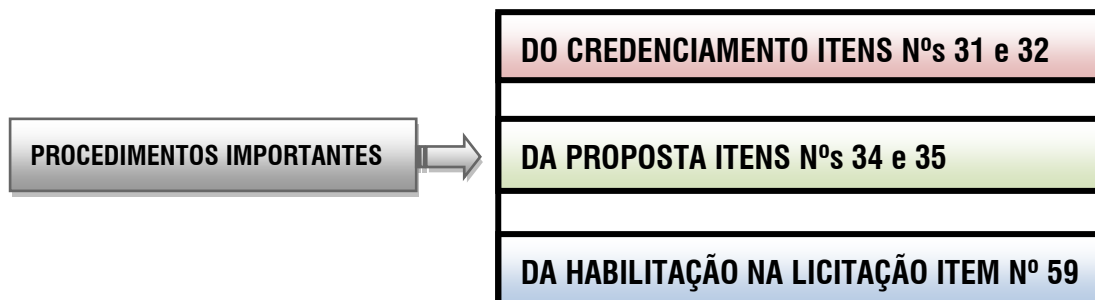 PROCEDIMENTOS IMPORTANTES
DO CREDENCIAMENTO ITENS Nºs 31 e 32
DA PROPOSTA ITENS Nºs 34 e 35
DA HABILITAÇÃO NA LICITAÇÃO ITEM Nº 59